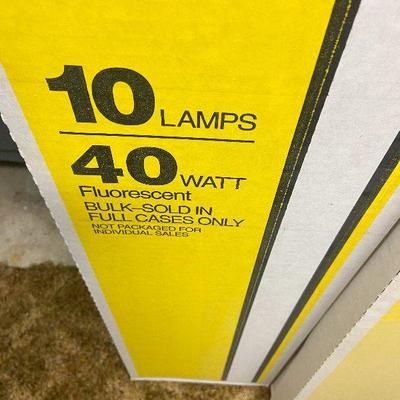 10 LAMPS
40 WATT
Fluorescent
BULK–SOLD IN
FULL CASES ONLY
NOT PACKAGED FOR
INDIVIDUAL SALES